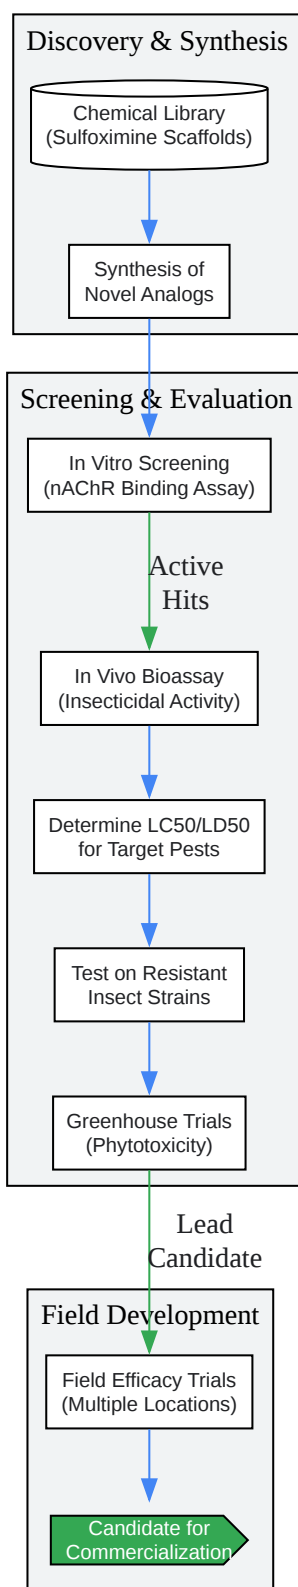 Discovery & Synthesis
Chemical Library
(Sulfoximine Scaffolds)
Synthesis of
Novel Analogs
Screening & Evaluation
In Vitro Screening
(nAChR Binding Assay)
Active
Hits
In Vivo Bioassay
(Insecticidal Activity)
Determine LC50/LD50
for Target Pests
Test on Resistant
Insect Strains
Greenhouse Trials
(Phytotoxicity)
Lead
Candidate
Field Development
Field Efficacy Trials
(Multiple Locations)
Candidate for
Commercialization